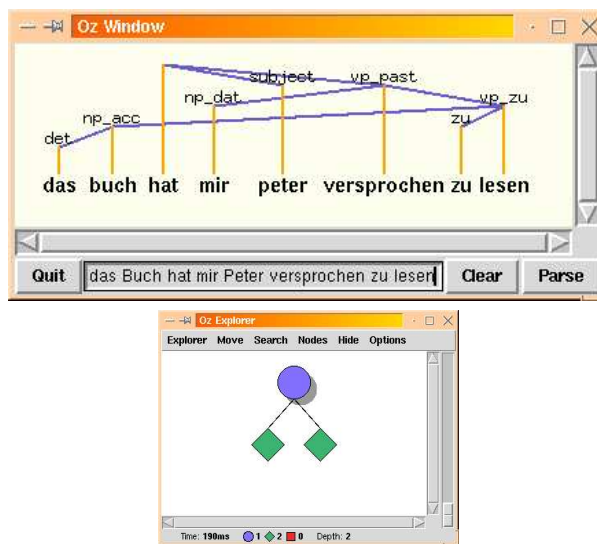 Oz Window
subject vp_past
np_dat vp_zu
np_acc zu
det
das buch hat mir peter versprochen zu lesen
Quit das Buch hat mir Peter versprochen zu lesen Clear Parse
Oz Explorer
Explorer Move Search Nodes Hide Options
Time: 190ms 1 2 0 Depth: 2